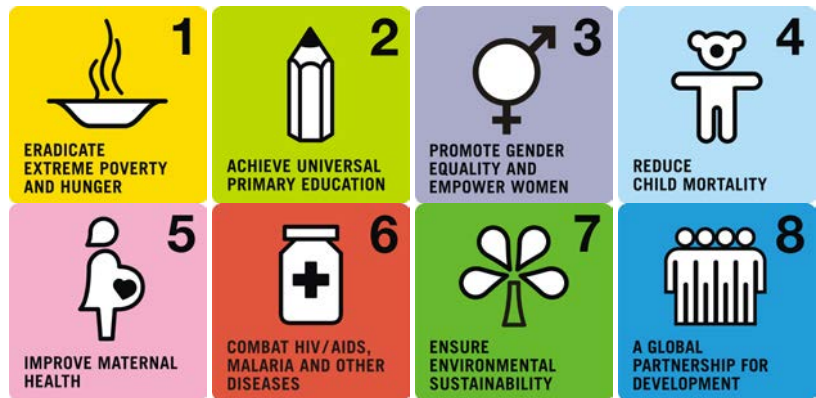 1
ERADICATE
EXTREME POVERTY
AND HUNGER
2
ACHIEVE UNIVERSAL
PRIMARY EDUCATION
3
PROMOTE GENDER
EQUALITY AND
EMPOWER WOMEN
4
REDUCE
CHILD MORTALITY
5
IMPROVE MATERNAL
HEALTH
6
COMBAT HIV/AIDS,
MALARIA AND OTHER
DISEASES
7
ENSURE
ENVIRONMENTAL
SUSTAINABILITY
8
A GLOBAL
PARTNERSHIP FOR
DEVELOPMENT